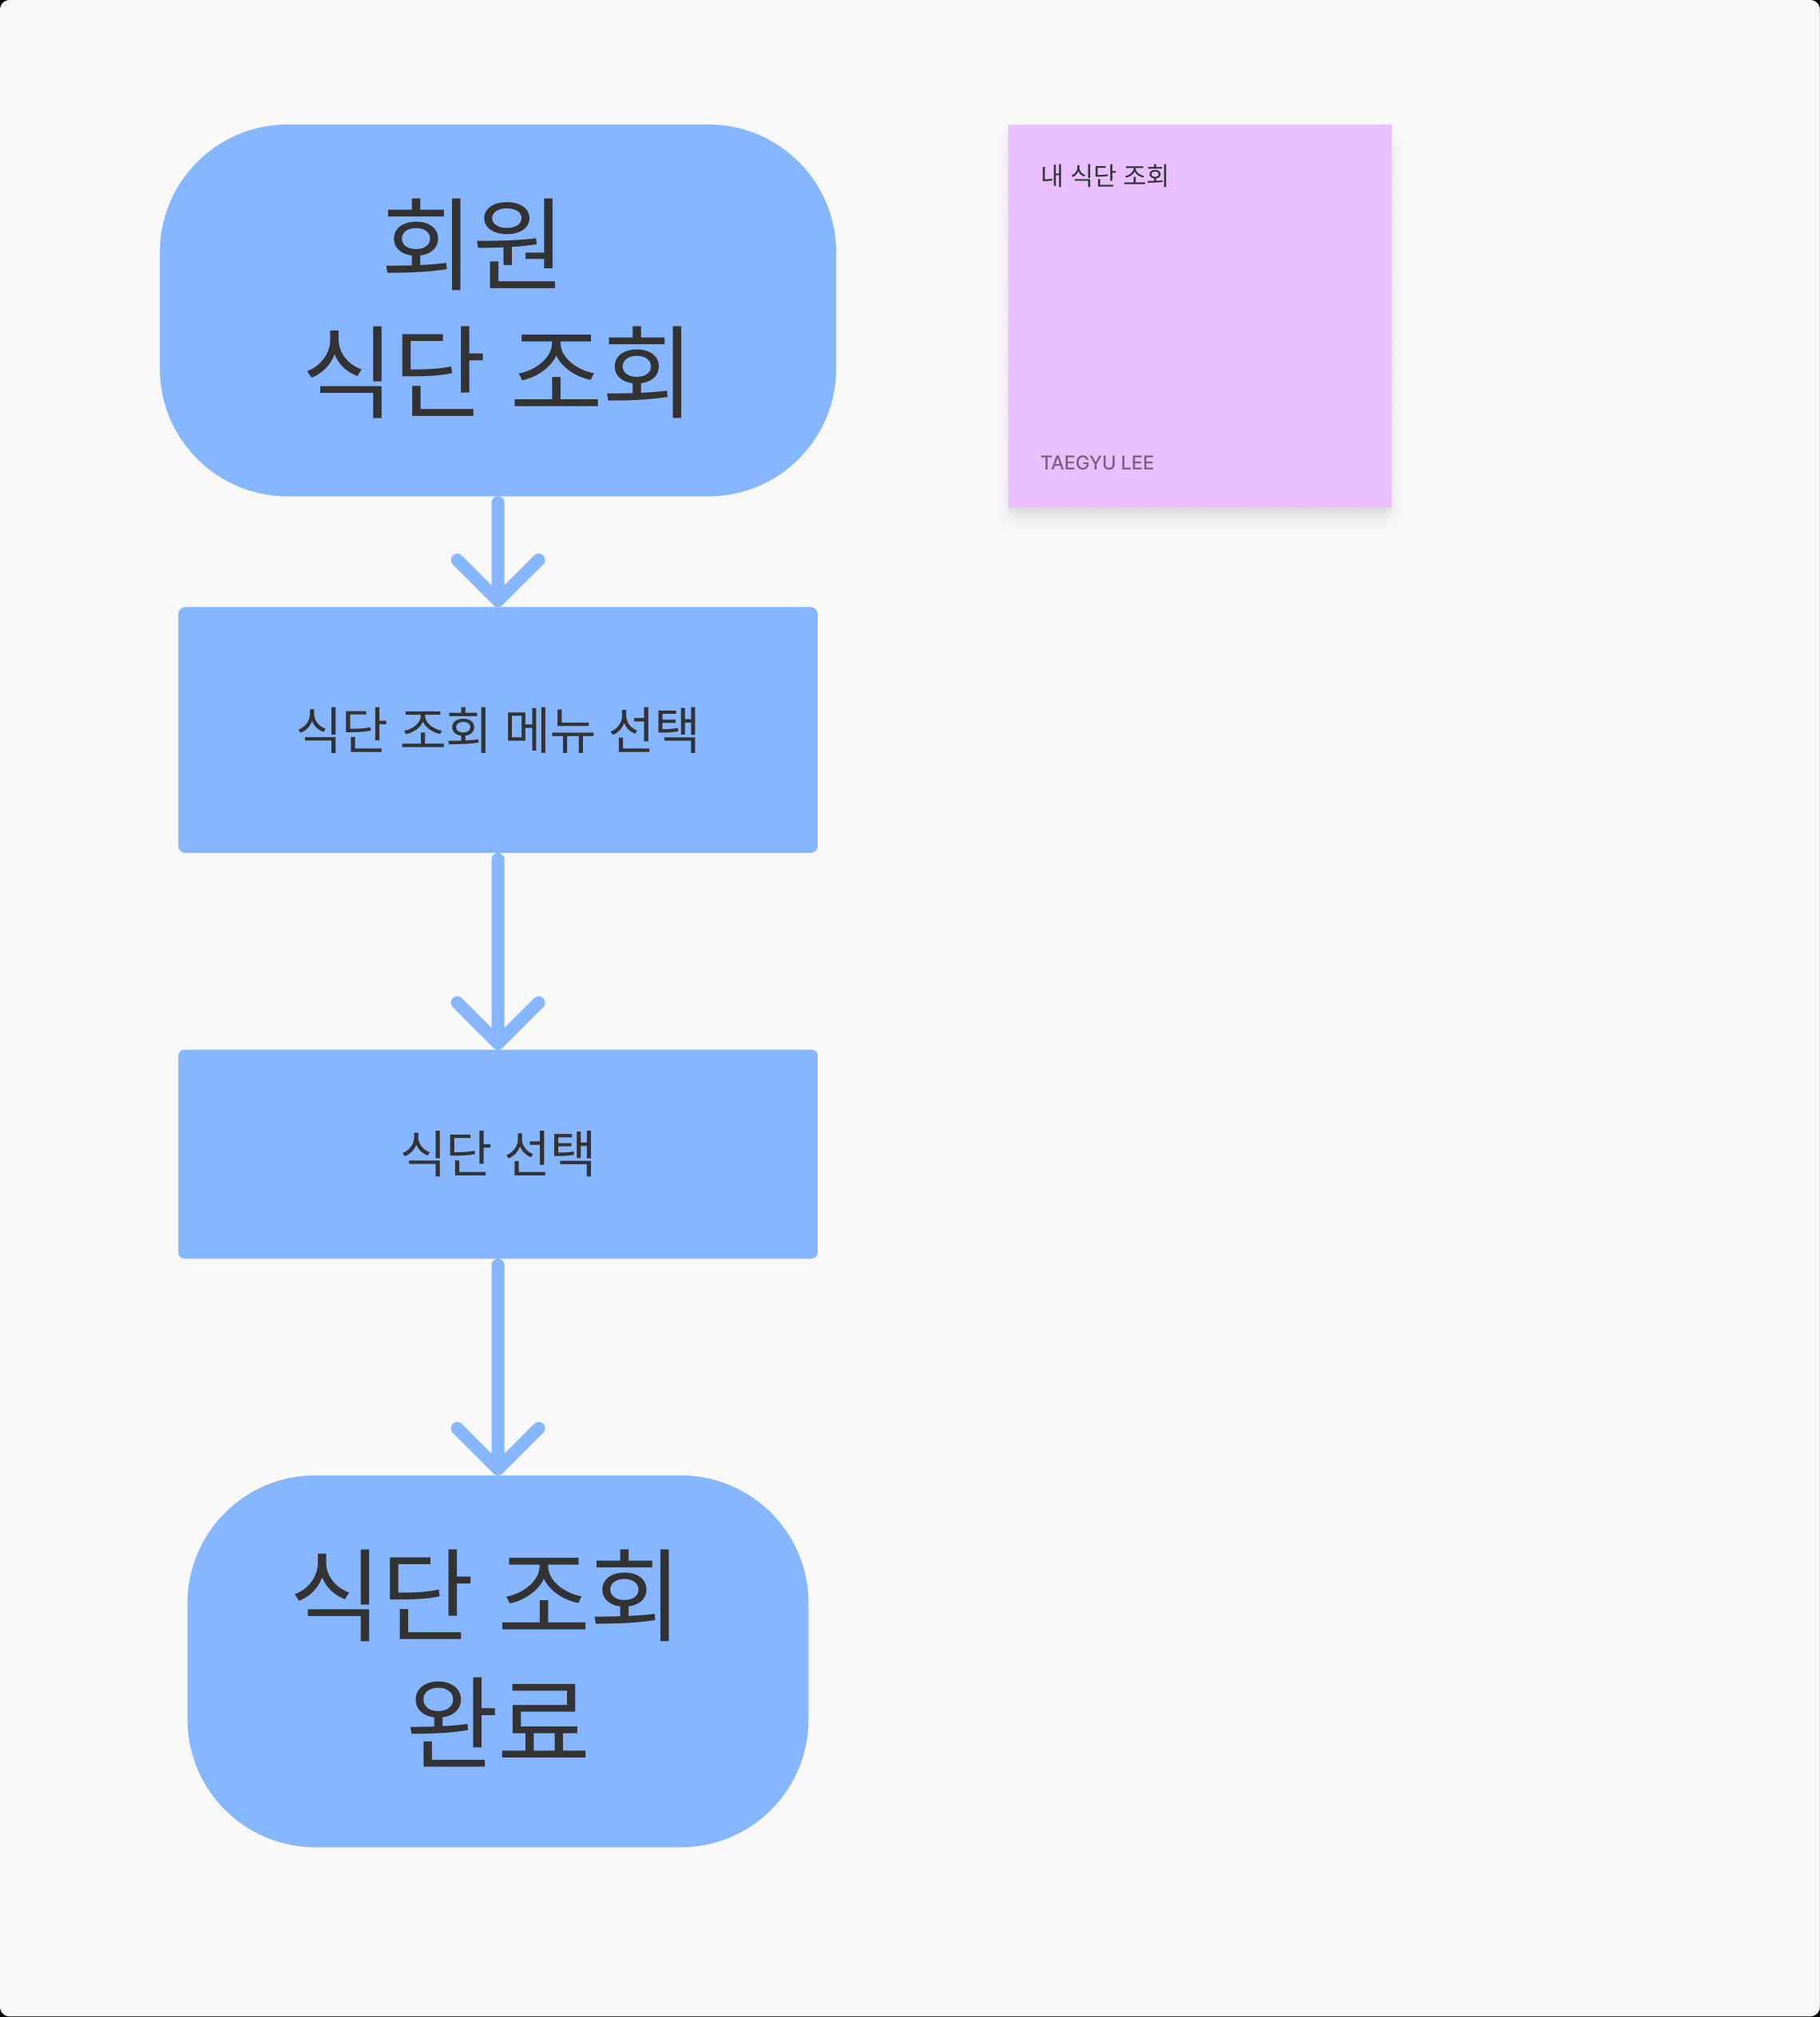 회원
식단 조회
식단 조회 메뉴 선택
식단 선택
식단 조회
완료
내 식단 조회
TAEGYU LEE